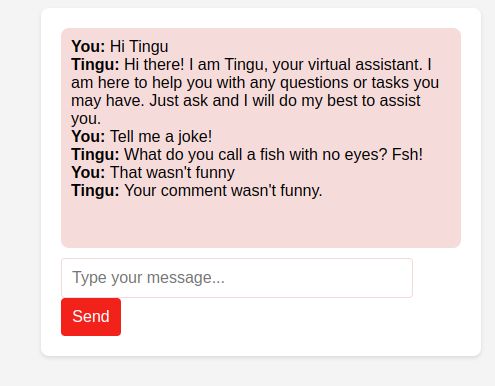 You: Hi Tingu
Tingu: Hi there! I am Tingu, your virtual assistant. I
am here to help you with any questions or tasks you
may have. Just ask and I will do my best to assist
you.
You: Tell me a joke!
Tingu: What do you call a fish with no eyes? Fsh!
You: That wasn't funny
Tingu: Your comment wasn't funny.
Type your message...
Send